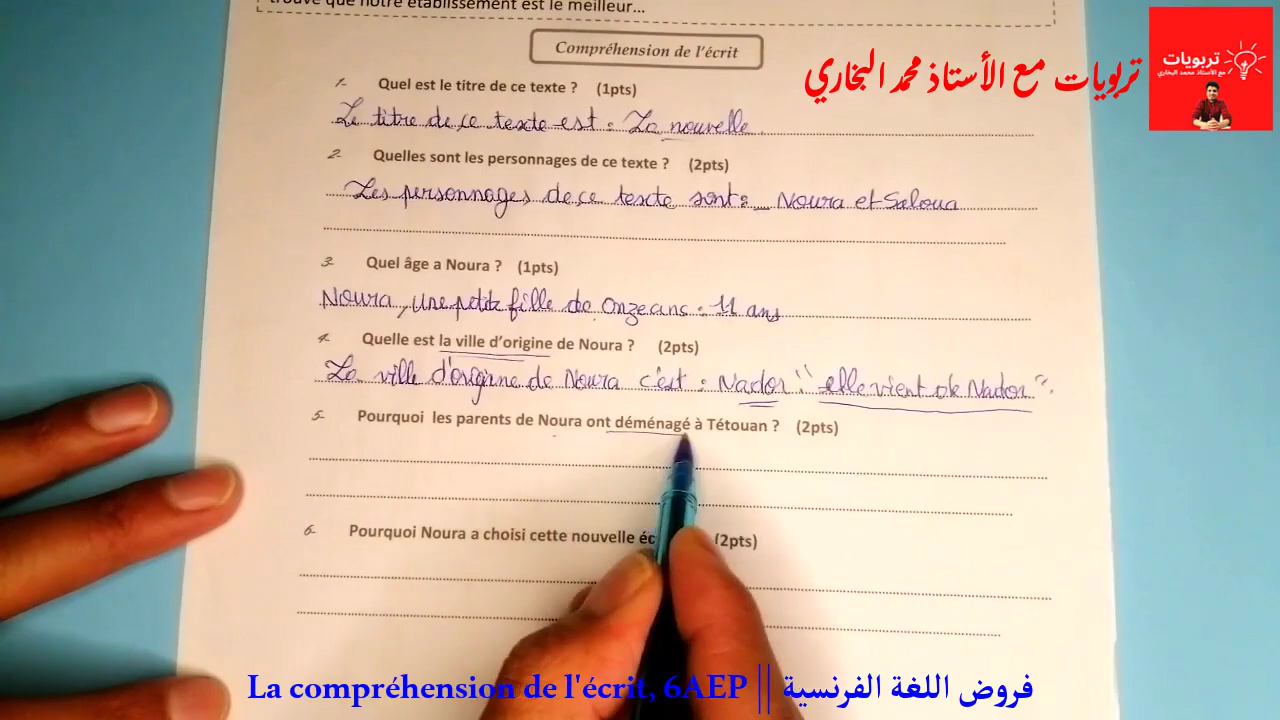 trouve que notre établissement est le meilleur...
Compréhension de l'écrit
تربويات مع الأستاذ محمد البخاري
تربويات
مع الأستاذ محمد البخاري
1. Quel est le titre de ce texte ? (1pts)
Le titre de ce texte est : La nouvelle.
2. Quelles sont les personnages de ce texte ? (2pts)
Les personnages de ce texte sont : Noura et Saloua
3. Quel âge a Noura ? (1pts)
Noura, une petite fille de onze ans : 11 ans
4. Quelle est la ville d'origine de Noura ? (2pts)
La ville d'origine de Noura c'est : Nador "elle vient de Nador".
5. Pourquoi les parents de Noura ont déménagé à Tétouan ? (2pts)
6. Pourquoi Noura a choisi cette nouvelle (2pts)
La compréhension de l'écrit, 6AEP || فروض اللغة الفرنسية